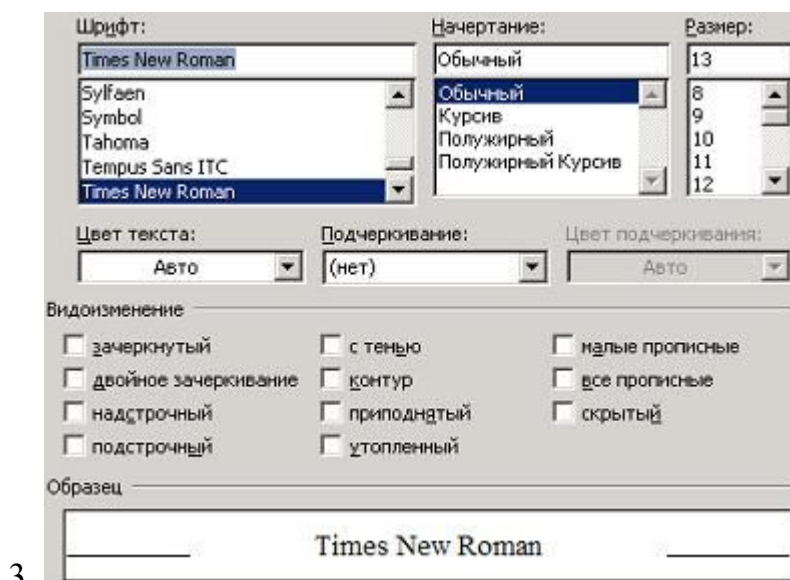 Шрифт: Начертание: Размер:
Times New Roman Обычный 13
Sylfaen Обычный 8
Symbol Курсив 9
Tahoma Полужирный 10
Tempus Sans ITC Полужирный Курсив 11
Times New Roman 12
Цвет текста: Подчеркивание: Цвет подчеркивания:
Авто (нет) Авто
Видоизменение
зачеркнутый с тенью малые прописные
двойное зачеркивание контур все прописные
надстрочный приподнятый скрытый
подстрочный утопленный
Образец
Times New Roman
3